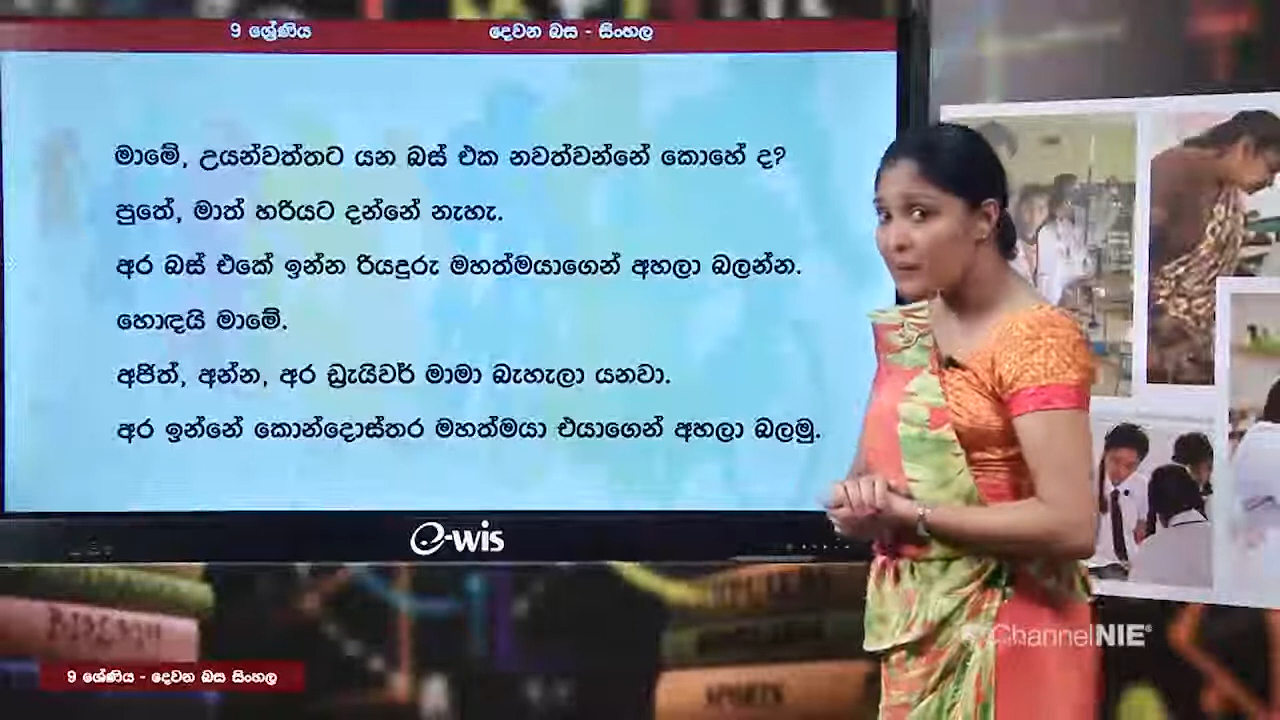 9 ශ්‍රේණිය
දෙවන බස - සිංහල
මාමේ, උයන්වත්තට යන බස් එක නවත්වන්නේ කොහේ ද?
පුතේ, මාත් හරියට දන්නේ නැහැ.
අර බස් එකේ ඉන්න රියදුරු මහත්මයාගෙන් අහලා බලන්න.
හොඳයි මාමේ.
අජිත්, අන්න, අර ඩ්‍රැයිවර් මාමා බැහැලා යනවා.
අර ඉන්නේ කොන්දොස්තර මහත්මයා එයාගෙන් අහලා බලමු.
e-wis
ChannelNIE
SPORTS
9 ශ්‍රේණිය - දෙවන බස සිංහල